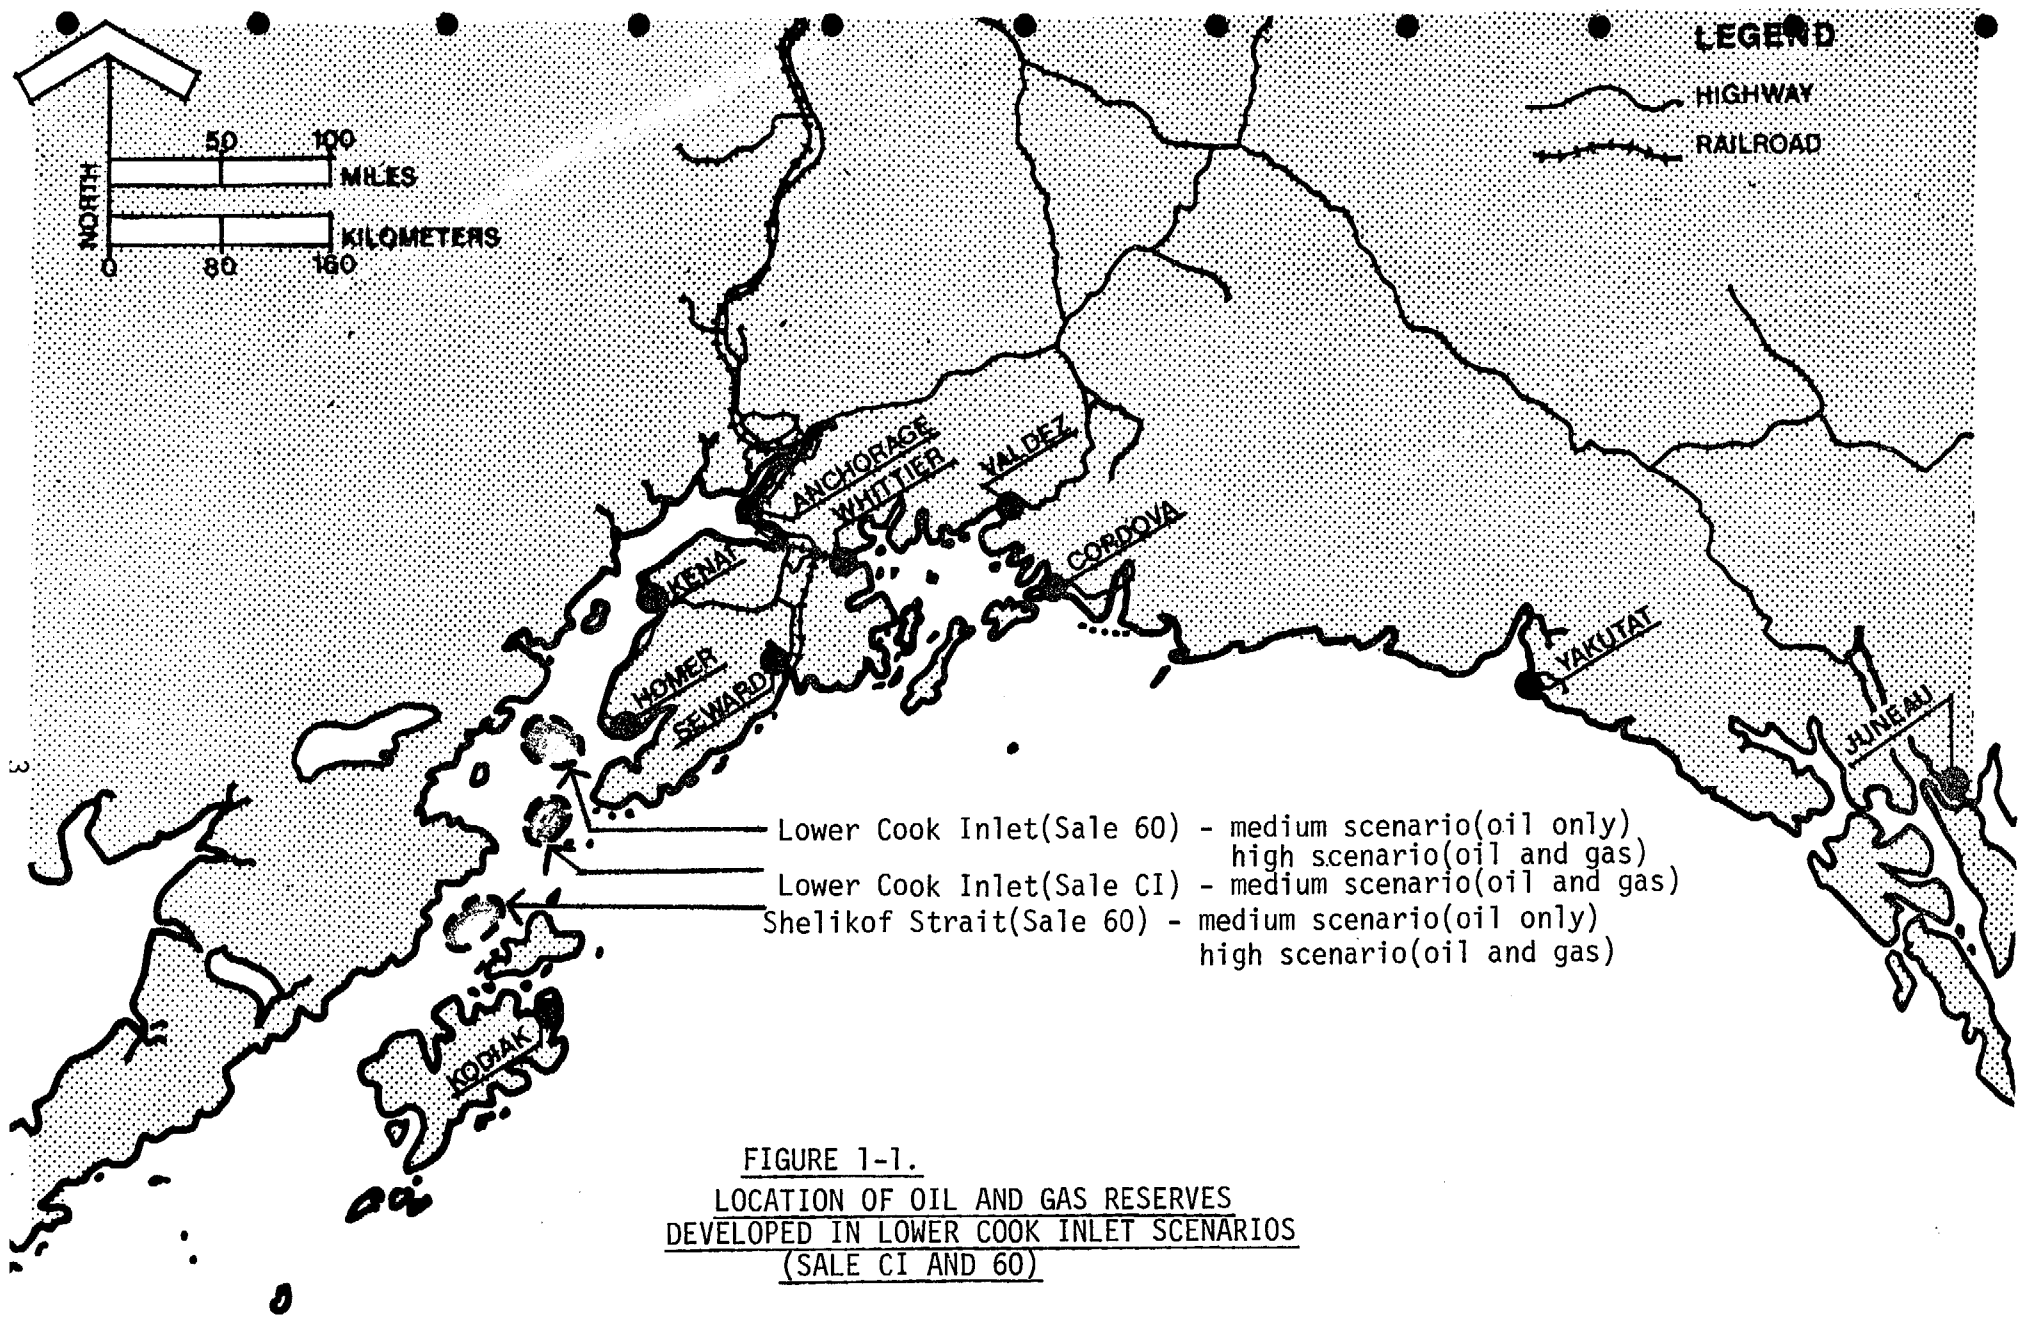 LEGEND
HIGHWAY
RAILROAD
50 100
MILES
NORTH
KILOMETERS
0 80 160
ANCHORAGE
WHITTIER
VALDEZ
CORDOVA
KENAI
HOMER
SEWARD
YAKUTAT
JUNEAU
3
Lower Cook Inlet(Sale 60) - medium scenario(oil only)
high scenario(oil and gas)
Lower Cook Inlet(Sale CI) - medium scenario(oil and gas)
Shelikof Strait(Sale 60) - medium scenario(oil only)
high scenario(oil and gas)
KODIAK
FIGURE 1-1.
LOCATION OF OIL AND GAS RESERVES
DEVELOPED IN LOWER COOK INLET SCENARIOS
(SALE CI AND 60)